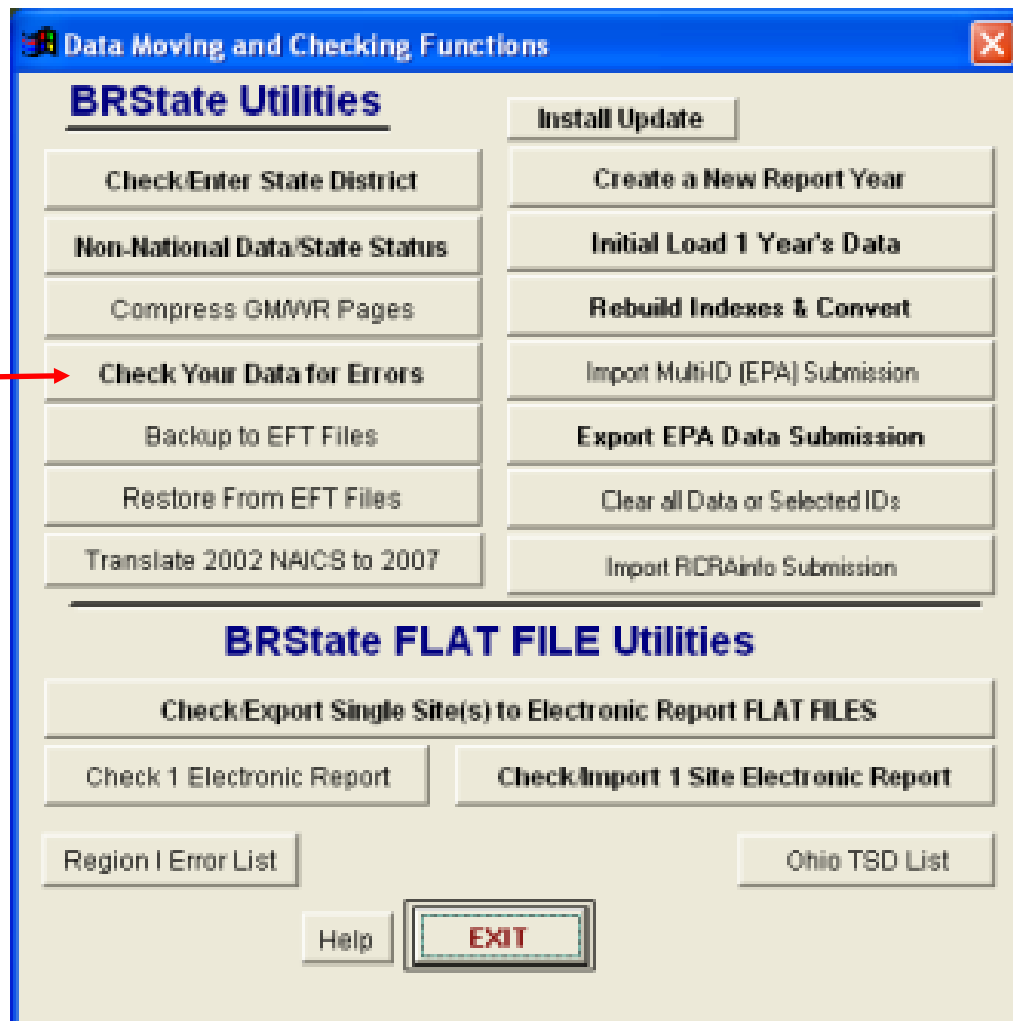 Data Moving and Checking Functions
BRState Utilities
Install Update
Check/Enter State District
Create a New Report Year
Non-National Data/State Status
Initial Load 1 Year's Data
Compress GM/WR Pages
Rebuild Indexes & Convert
Check Your Data for Errors
Import Multi-ID (EPA) Submission
Backup to EFT Files
Export EPA Data Submission
Restore From EFT Files
Clear all Data or Selected IDs
Translate 2002 NAICS to 2007
Import RCRAinfo Submission
BRState FLAT FILE Utilities
Check/Export Single Site(s) to Electronic Report FLAT FILES
Check 1 Electronic Report
Check/Import 1 Site Electronic Report
Region I Error List
Ohio TSD List
Help
EXIT